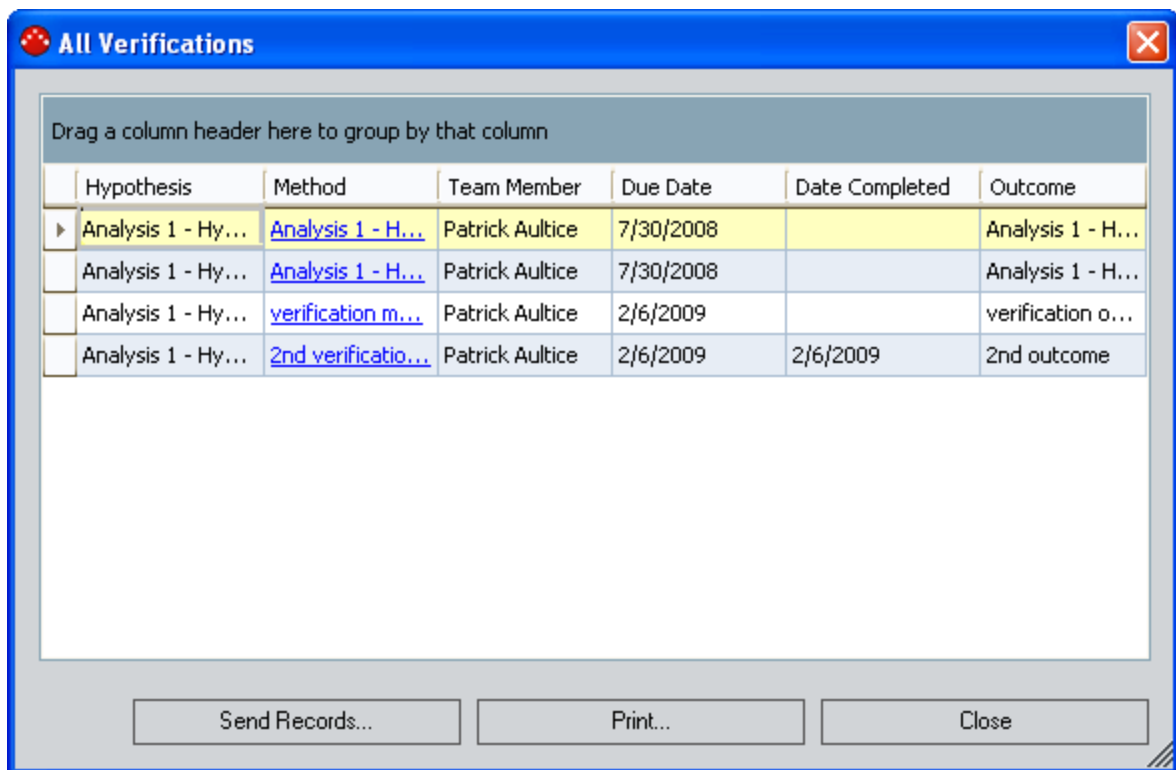 All Verifications
Drag a column header here to group by that column
Hypothesis Method Team Member Due Date Date Completed Outcome
Analysis 1 - Hy... Analysis 1 - H... Patrick Aultice 7/30/2008 Analysis 1 - H...
Analysis 1 - Hy... Analysis 1 - H... Patrick Aultice 7/30/2008 Analysis 1 - H...
Analysis 1 - Hy... verification m... Patrick Aultice 2/6/2009 verification o...
Analysis 1 - Hy... 2nd verificatio... Patrick Aultice 2/6/2009 2/6/2009 2nd outcome
Send Records... Print... Close